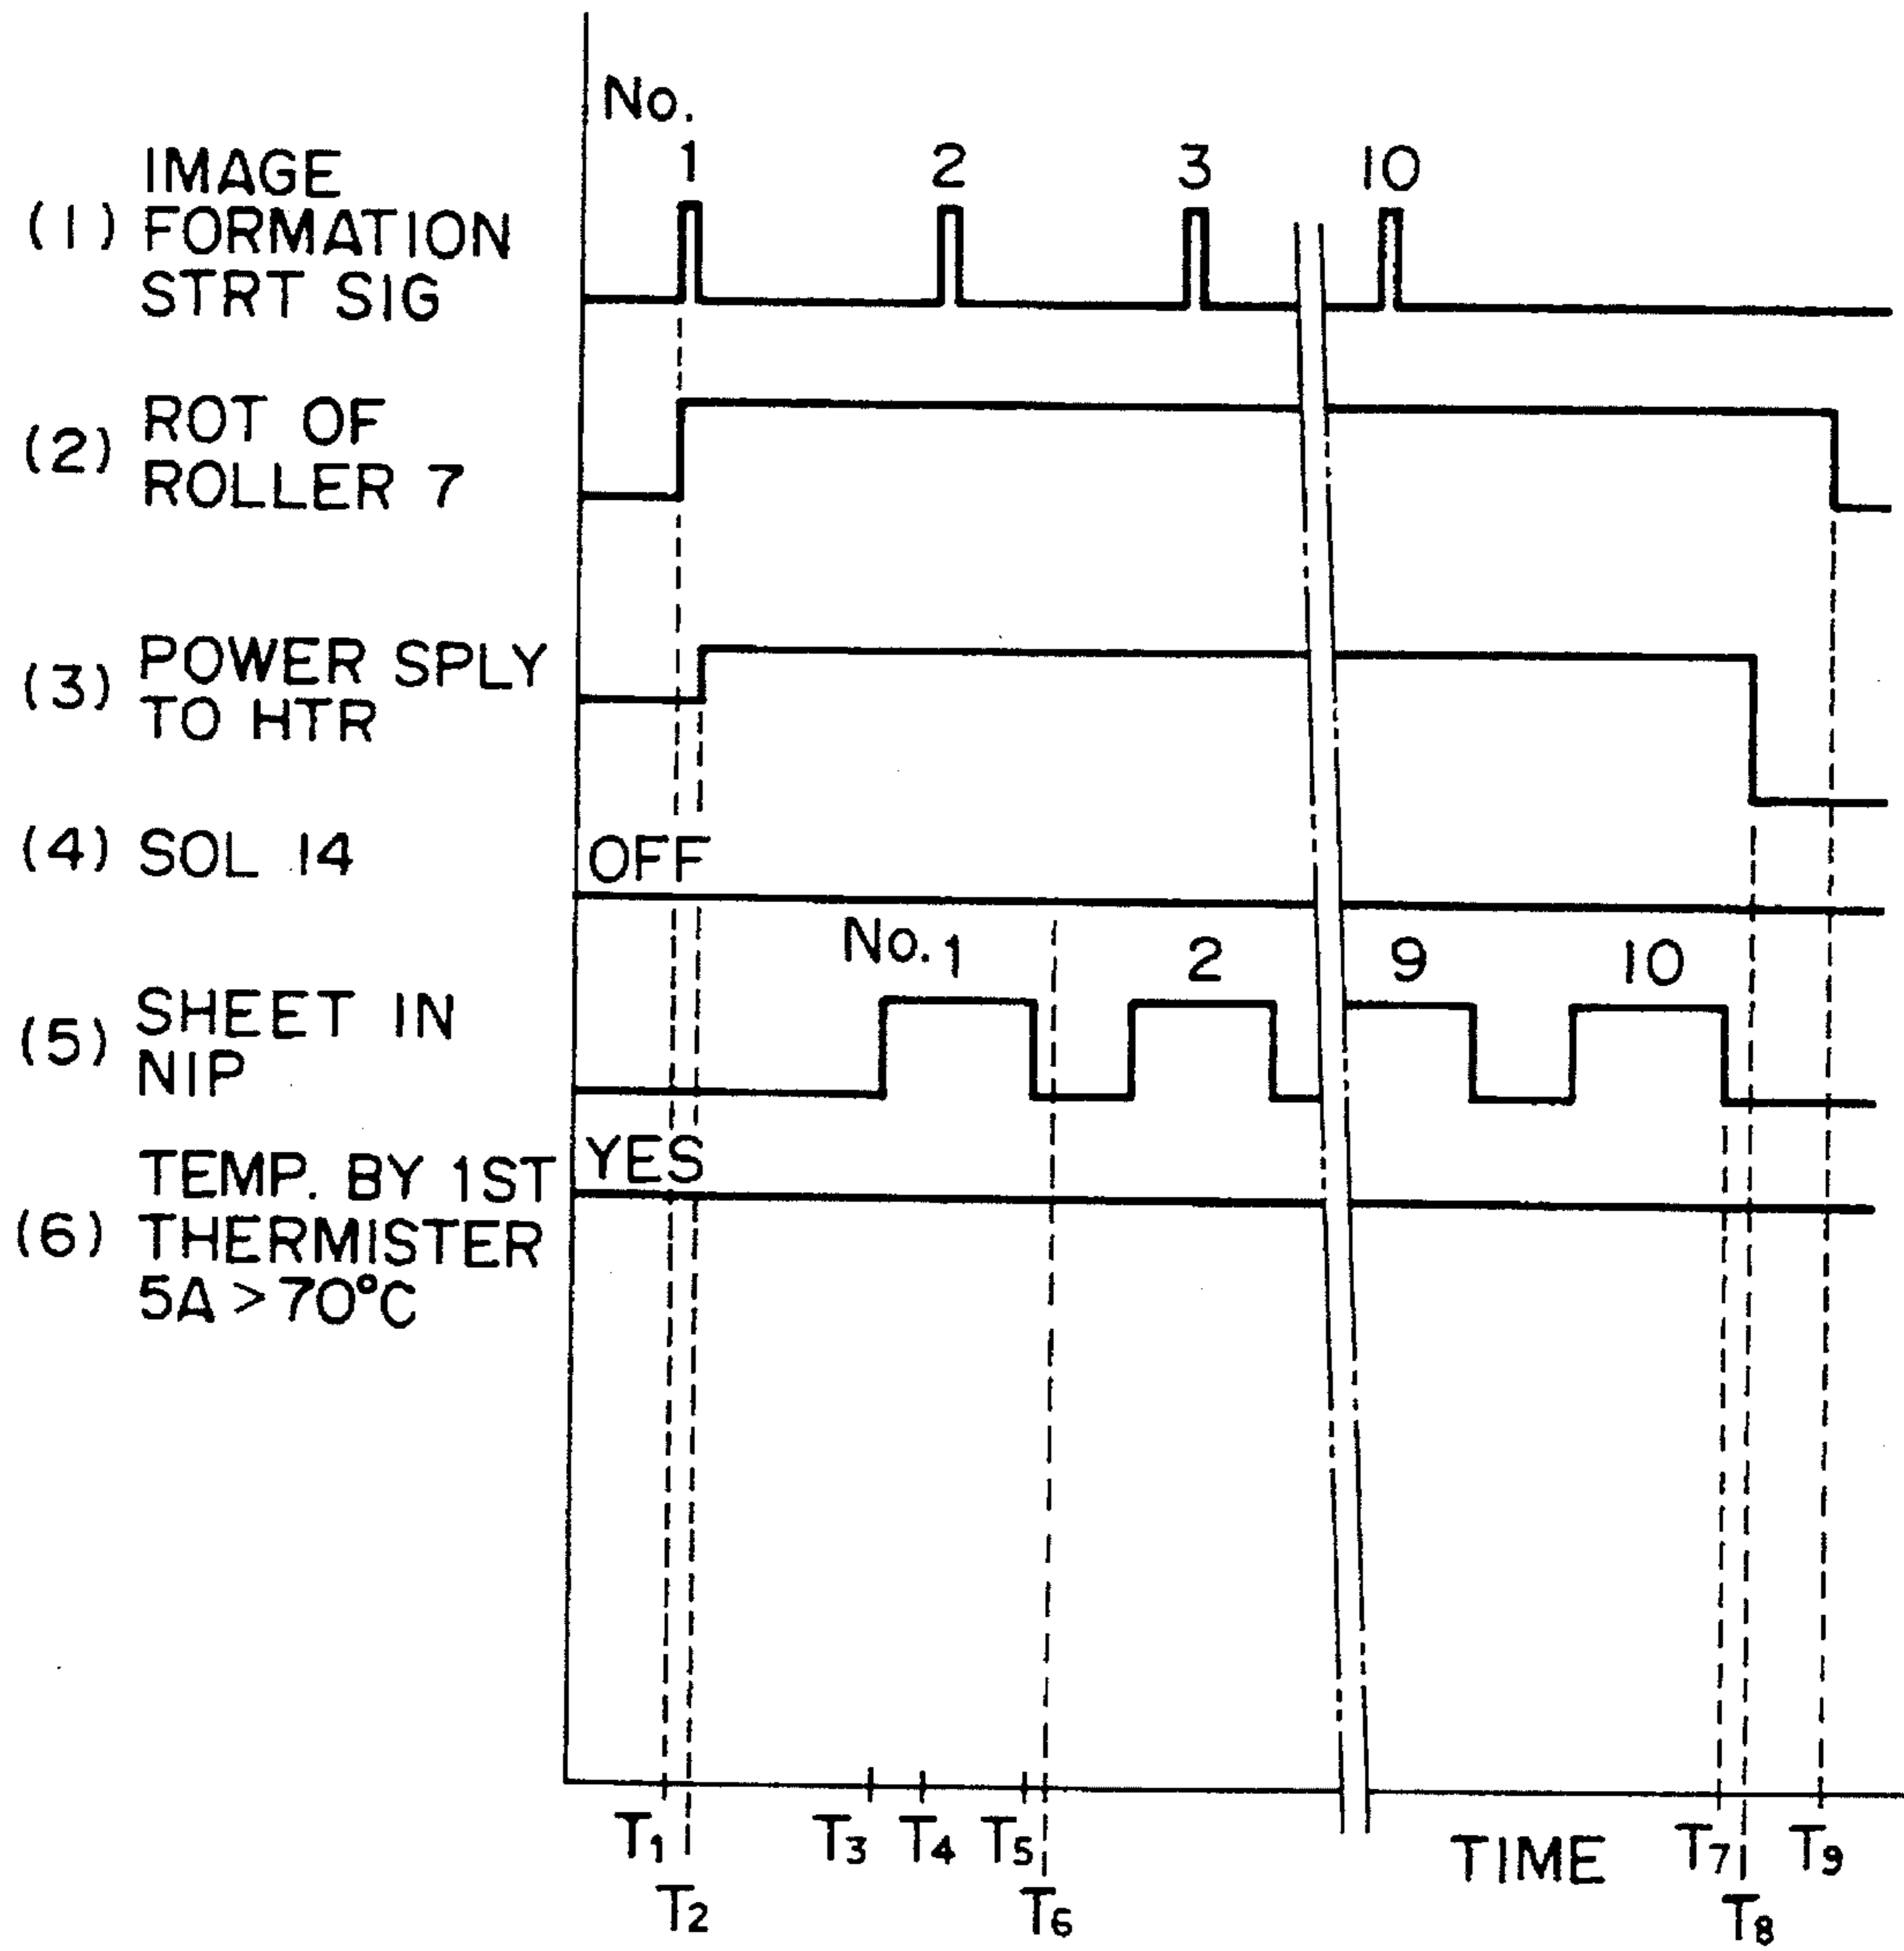 No.
1 2 3 10
(1) IMAGE
FORMATION
STRT SIG
(2) ROT OF
ROLLER 7
(3) POWER SPLY
TO HTR
(4) SOL 14
OFF
No. 1 2 9 10
(5) SHEET IN
NIP
YES
(6) TEMP. BY 1ST
THERMISTER
5A > 70°C
T1 T3 T4 T5 TIME T7 T9
T2 T6 T8